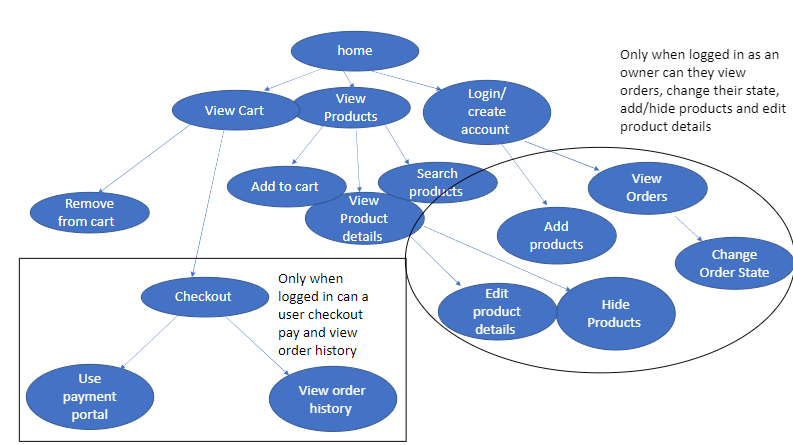 home
Only when logged in as an
owner can they view
orders, change their state,
add/hide products and edit
product details
View Cart
View
Products
Login/
create
account
Remove
from cart
Add to cart
View
Product
details
Search
products
View
Orders
Add
products
Change
Order State
Checkout
Only when
logged in can a
user checkout
pay and view
order history
Edit
product
details
Hide
Products
Use
payment
portal
View order
history